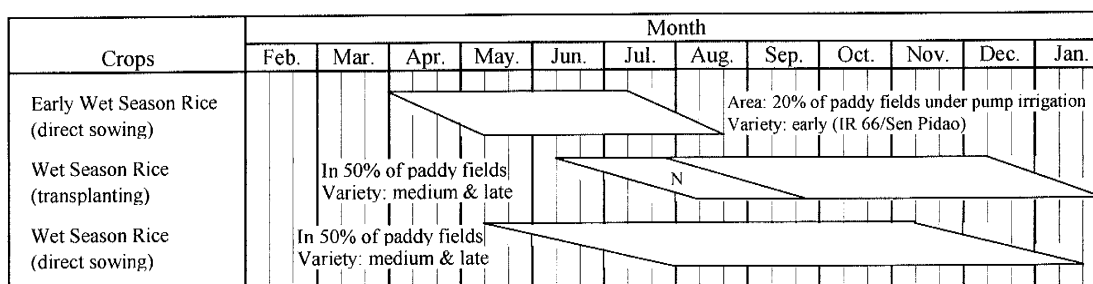 Month
Crops
Feb. Mar. Apr. May. Jun. Jul. Aug. Sep. Oct. Nov. Dec. Jan.
Early Wet Season Rice
(direct sowing)
Area: 20% of paddy fields under pump irrigation
Variety: early (IR 66/Sen Pidao)
Wet Season Rice
(transplanting)
In 50% of paddy fields
Variety: medium & late
N
Wet Season Rice
(direct sowing)
In 50% of paddy fields
Variety: medium & late